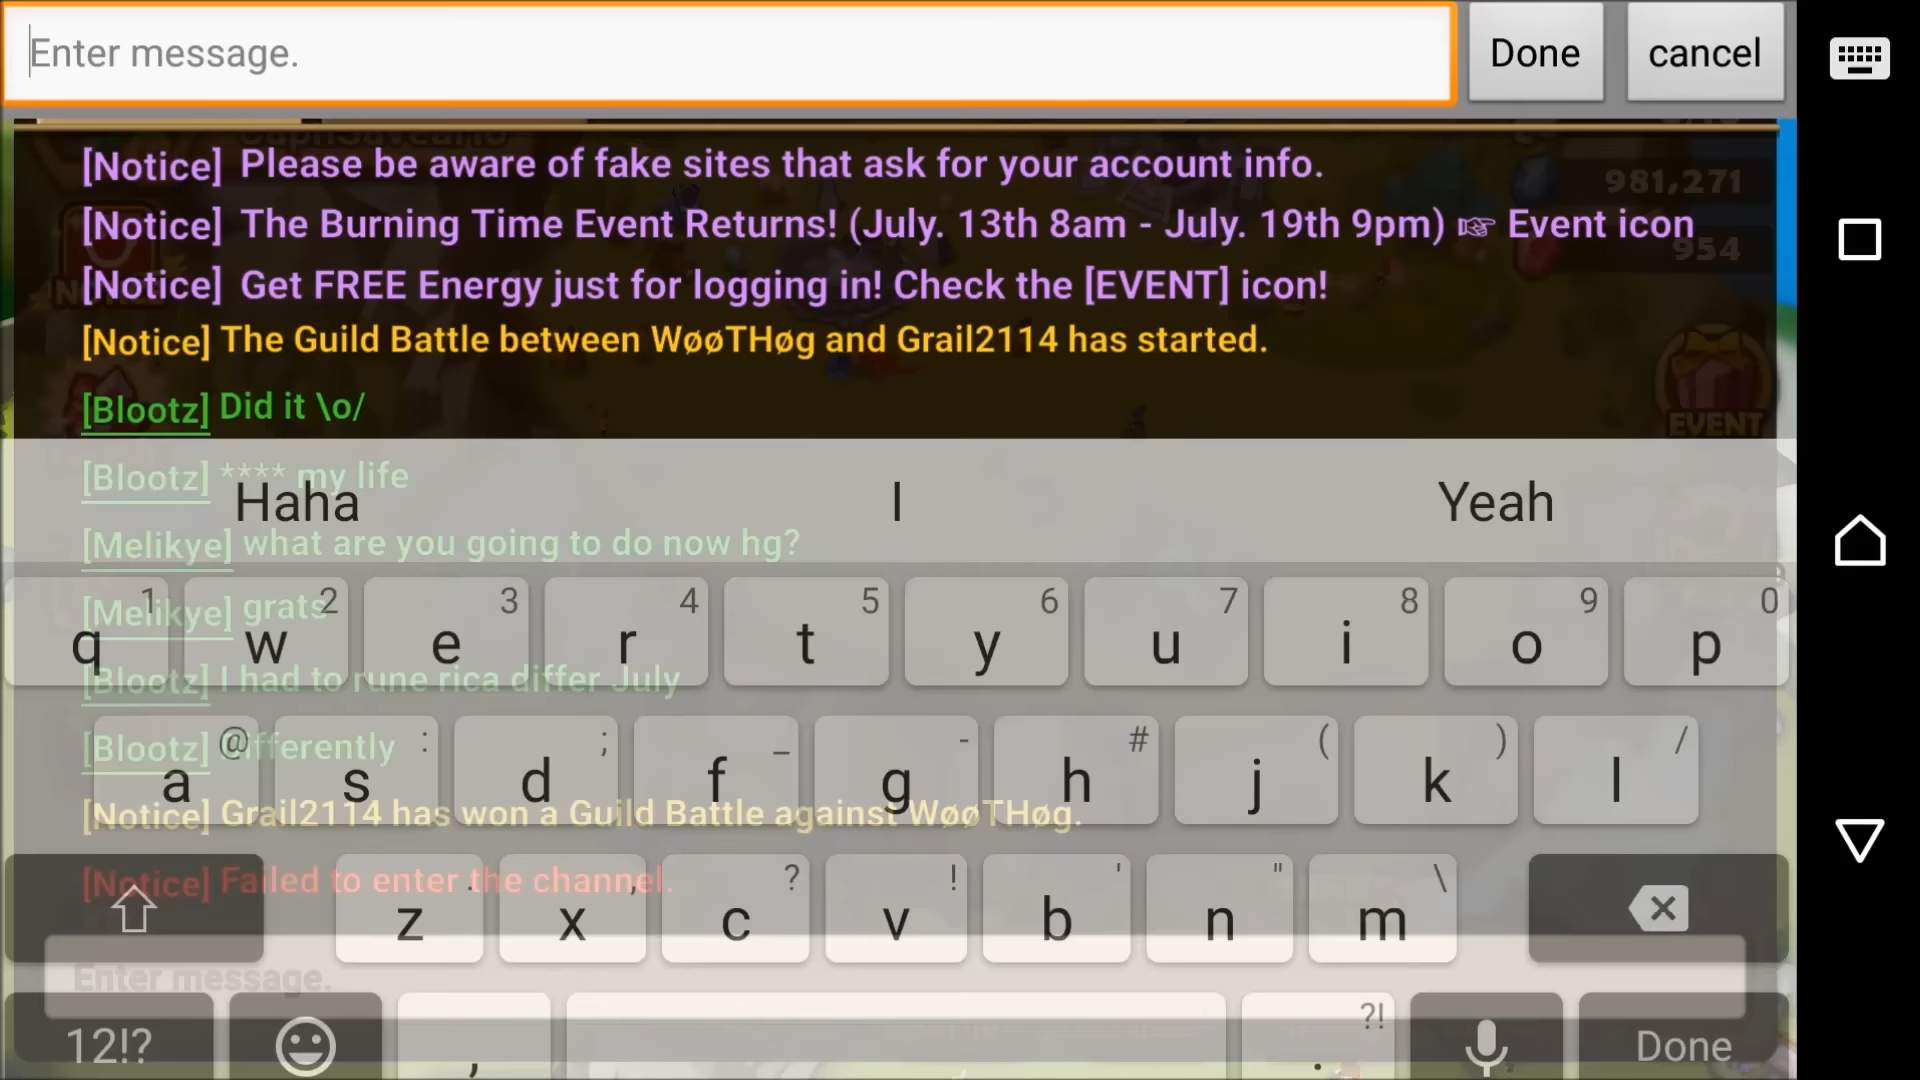 Enter message.
Done
cancel
[Notice] Please be aware of fake sites that ask for your account info.
981,271
[Notice] The Burning Time Event Returns! (July. 13th 8am - July. 19th 9pm) ☞ Event icon
954
[Notice] Get FREE Energy just for logging in! Check the [EVENT] icon!
[Notice] The Guild Battle between WøøTHøg and Grail2114 has started.
[Blootz] Did it \o/
EVENT
[Blootz] **** my life
Haha
I
Yeah
[Melikye] what are you going to do now hg?
[Melikye] grats
1 2 3 4 5 6 7 8 9 0
q w e r t y u i o p
[Blootz] I had to rune rica differ July
[Blootz] differently
@ : ; _ - # ( ) /
a s d f g h j k l
[Notice] Grail2114 has won a Guild Battle against WøøTHøg.
[Notice] Failed to enter the channel.
. , ? ! ' " \
z x c v b n m
Enter message.
12!?
,
?!
.
Done